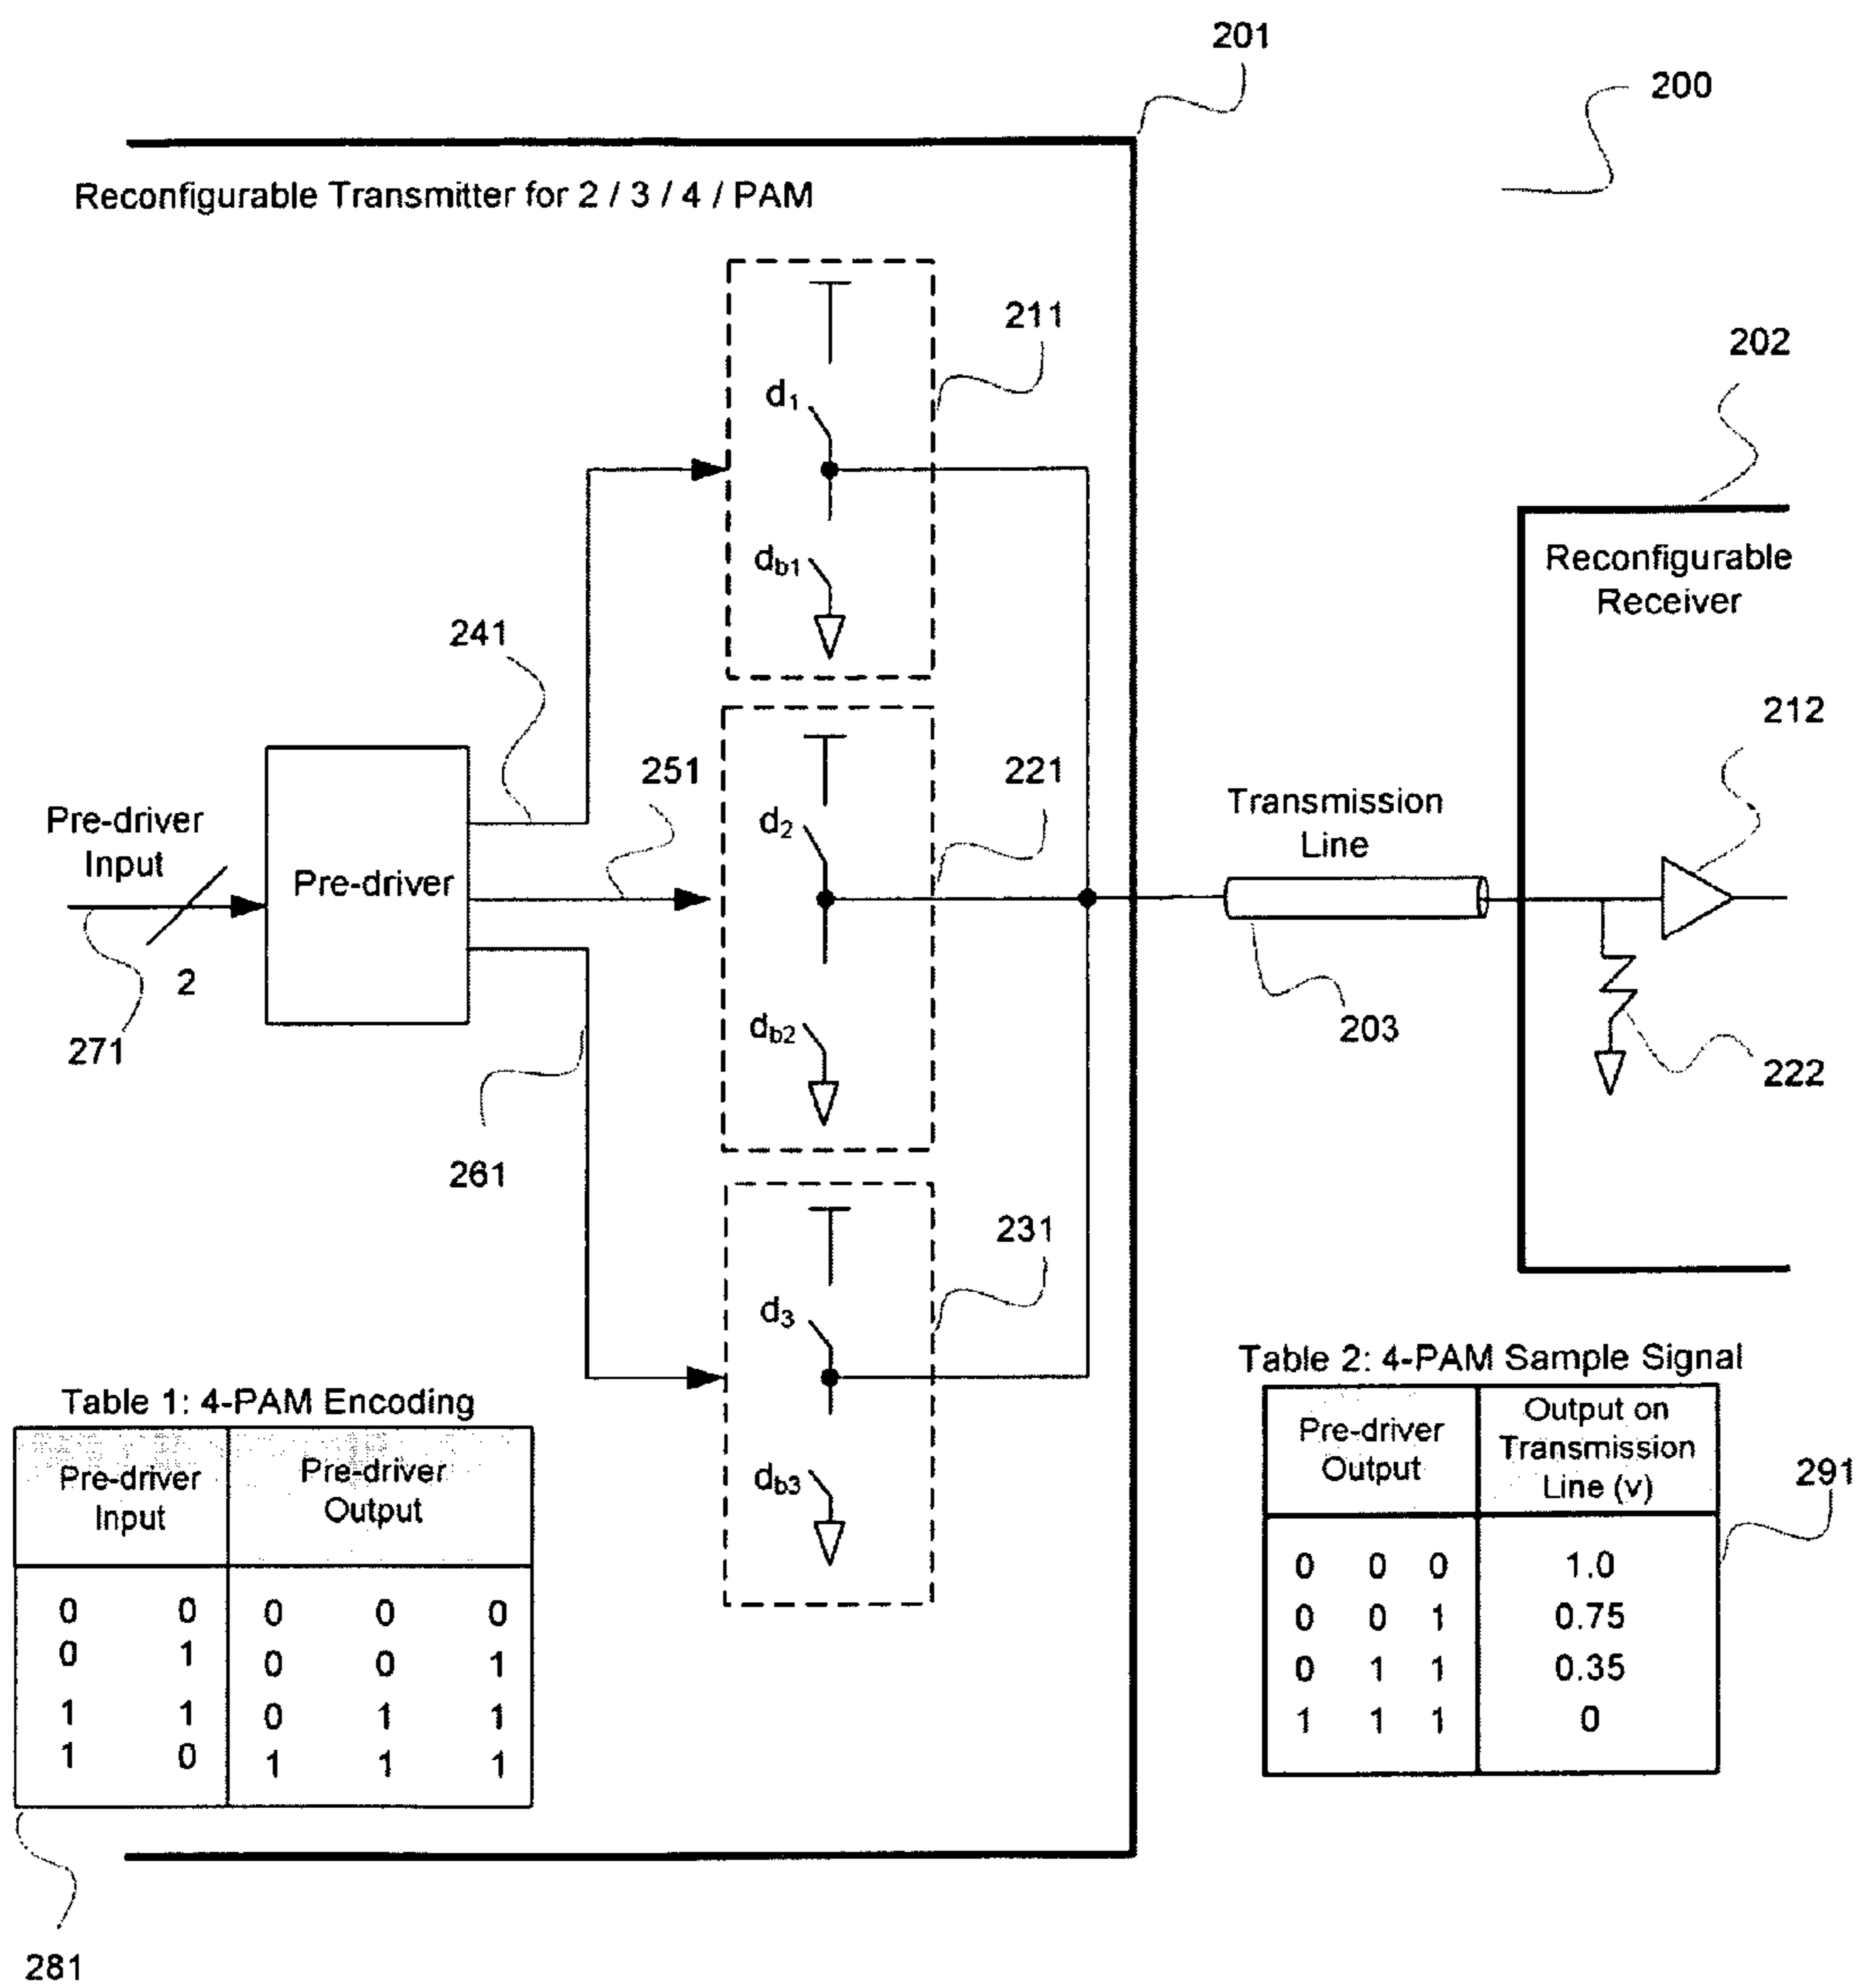 201
200
Reconfigurable Transmitter for 2 / 3 / 4 / PAM
211
202
d1
Reconfigurable
Receiver
db1
241
212
251
221
Transmission
Line
Pre-driver
Input
d2
Pre-driver
2
271
db2
203
222
261
231
d3
Table 2: 4-PAM Sample Signal
Pre-driver
Output
Output on
Transmission
Line (v)
291
0 0 0 1.0
0 0 1 0.75
0 1 1 0.35
1 1 1 0
Table 1: 4-PAM Encoding
Pre-driver
Input
Pre-driver
Output
db3
0 0 0 0 0
0 1 0 0 1
1 1 0 1 1
1 0 1 1 1
281